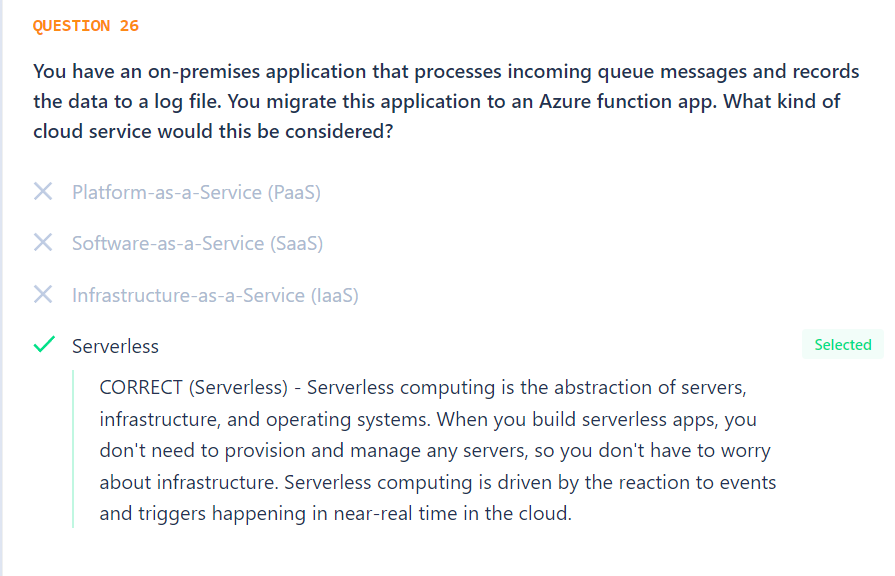 QUESTION 26
You have an on-premises application that processes incoming queue messages and records
the data to a log file. You migrate this application to an Azure function app. What kind of
cloud service would this be considered?
Platform-as-a-Service (PaaS)
Software-as-a-Service (SaaS)
Infrastructure-as-a-Service (IaaS)
Serverless
Selected
CORRECT (Serverless) - Serverless computing is the abstraction of servers,
infrastructure, and operating systems. When you build serverless apps, you
don't need to provision and manage any servers, so you don't have to worry
about infrastructure. Serverless computing is driven by the reaction to events
and triggers happening in near-real time in the cloud.